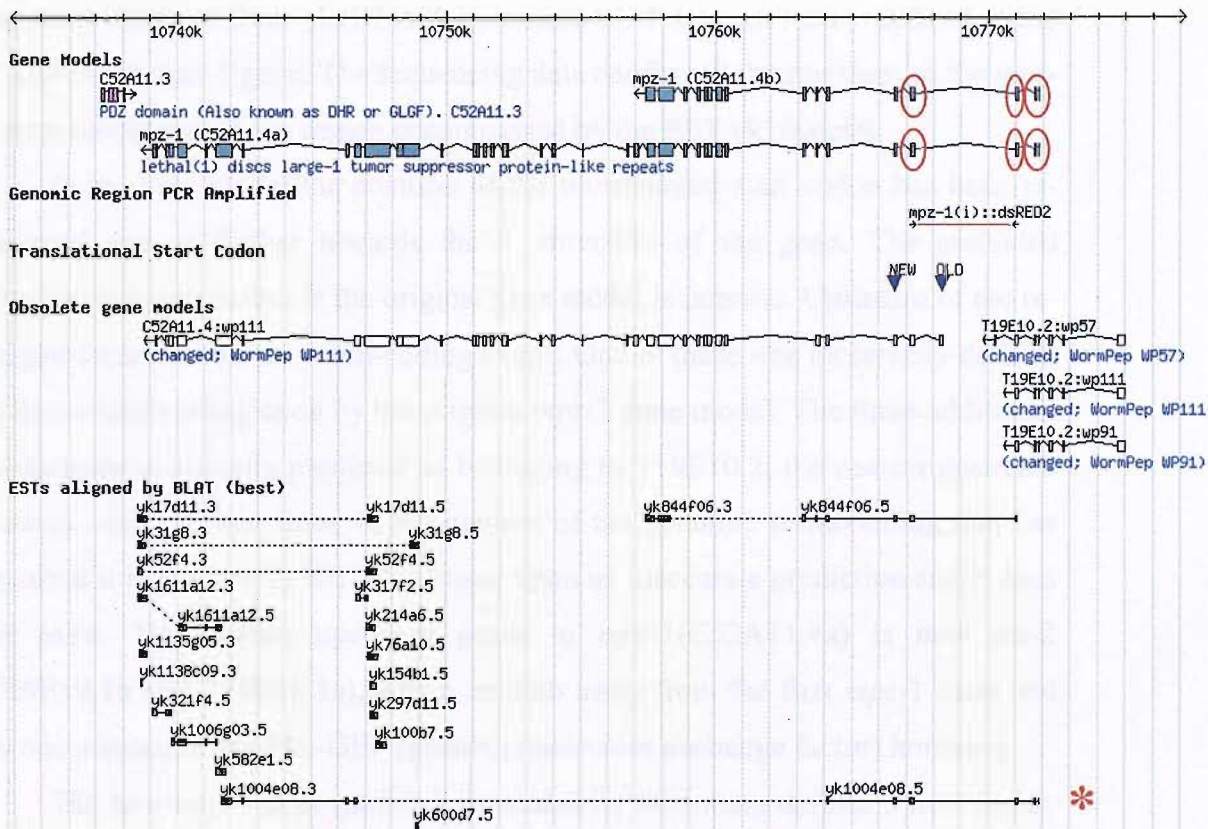 10740k 10750k 10760k 10770k
Gene Models
C52A11.3
mpz-1 (C52A11.4b)
PDZ domain (Also known as DHR or GLGF). C52A11.3
mpz-1 (C52A11.4a)
lethal(1) discs large-1 tumor suppressor protein-like repeats
Genomic Region PCR Amplified
mpz-1(i)::dsRED2
Translational Start Codon
NEW OLD
Obsolete gene models
C52A11.4:wp111 T19E10.2:wp57
(changed; WormPep WP111) (changed; WormPep WP57)
T19E10.2:wp111
(changed; WormPep WP111
T19E10.2:wp91
(changed; WormPep WP91)
ESTs aligned by BLAT (best)
yk17d11.3 yk17d11.5 yk844f06.3 yk844f06.5
yk31g8.3 yk31g8.5
yk52f4.3 yk52f4.5
yk1611a12.3 yk317f2.5
yk1611a12.5 yk214a6.5
yk1135g05.3 yk76a10.5
yk1138c09.3 yk154b1.5
yk321f4.5 yk297d11.5
yk1006g03.5 yk100b7.5
yk582e1.5
yk1004e08.3 yk1004e08.5 *
yk600d7.5